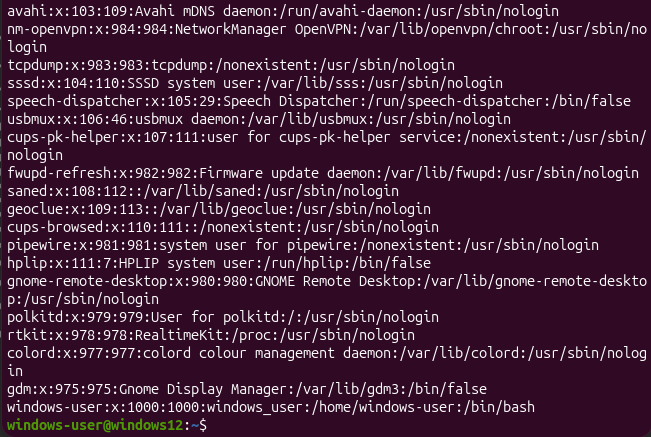 avahi:x:103:109:Avahi mDNS daemon:/run/avahi-daemon:/usr/sbin/nologin
nm-openvpn:x:984:984:NetworkManager OpenVPN:/var/lib/openvpn/chroot:/usr/sbin/no
login
tcpdump:x:983:983:tcpdump:/nonexistent:/usr/sbin/nologin
sssd:x:104:110:SSSD system user:/var/lib/sss:/usr/sbin/nologin
speech-dispatcher:x:105:29:Speech Dispatcher:/run/speech-dispatcher:/bin/false
usbmux:x:106:46:usbmux daemon:/var/lib/usbmux:/usr/sbin/nologin
cups-pk-helper:x:107:111:user for cups-pk-helper service:/nonexistent:/usr/sbin/
nologin
fwupd-refresh:x:982:982:Firmware update daemon:/var/lib/fwupd:/usr/sbin/nologin
saned:x:108:112::/var/lib/saned:/usr/sbin/nologin
geoclue:x:109:113::/var/lib/geoclue:/usr/sbin/nologin
cups-browsed:x:110:111::/nonexistent:/usr/sbin/nologin
pipewire:x:981:981:system user for pipewire:/nonexistent:/usr/sbin/nologin
hplip:x:111:7:HPLIP system user:/run/hplip:/bin/false
gnome-remote-desktop:x:980:980:GNOME Remote Desktop:/var/lib/gnome-remote-deskto
p:/usr/sbin/nologin
polkitd:x:979:979:User for polkitd:/:/usr/sbin/nologin
rtkit:x:978:978:RealtimeKit:/proc:/usr/sbin/nologin
colord:x:977:977:colord colour management daemon:/var/lib/colord:/usr/sbin/nolog
in
gdm:x:975:975:Gnome Display Manager:/var/lib/gdm3:/bin/false
windows-user:x:1000:1000:windows_user:/home/windows-user:/bin/bash
windows-user@windows12:~$